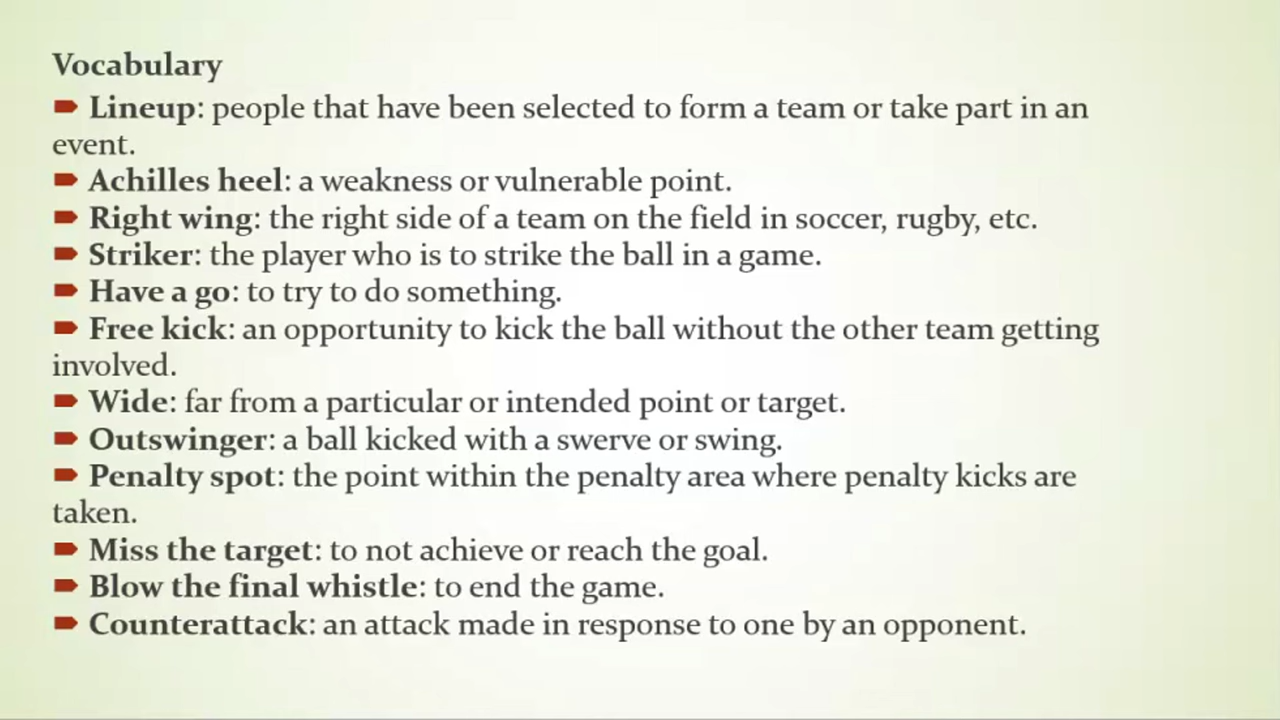 Vocabulary
Lineup: people that have been selected to form a team or take part in an
event.
Achilles heel: a weakness or vulnerable point.
Right wing: the right side of a team on the field in soccer, rugby, etc.
Striker: the player who is to strike the ball in a game.
Have a go: to try to do something.
Free kick: an opportunity to kick the ball without the other team getting
involved.
Wide: far from a particular or intended point or target.
Outswinger: a ball kicked with a swerve or swing.
Penalty spot: the point within the penalty area where penalty kicks are
taken.
Miss the target: to not achieve or reach the goal.
Blow the final whistle: to end the game.
Counterattack: an attack made in response to one by an opponent.